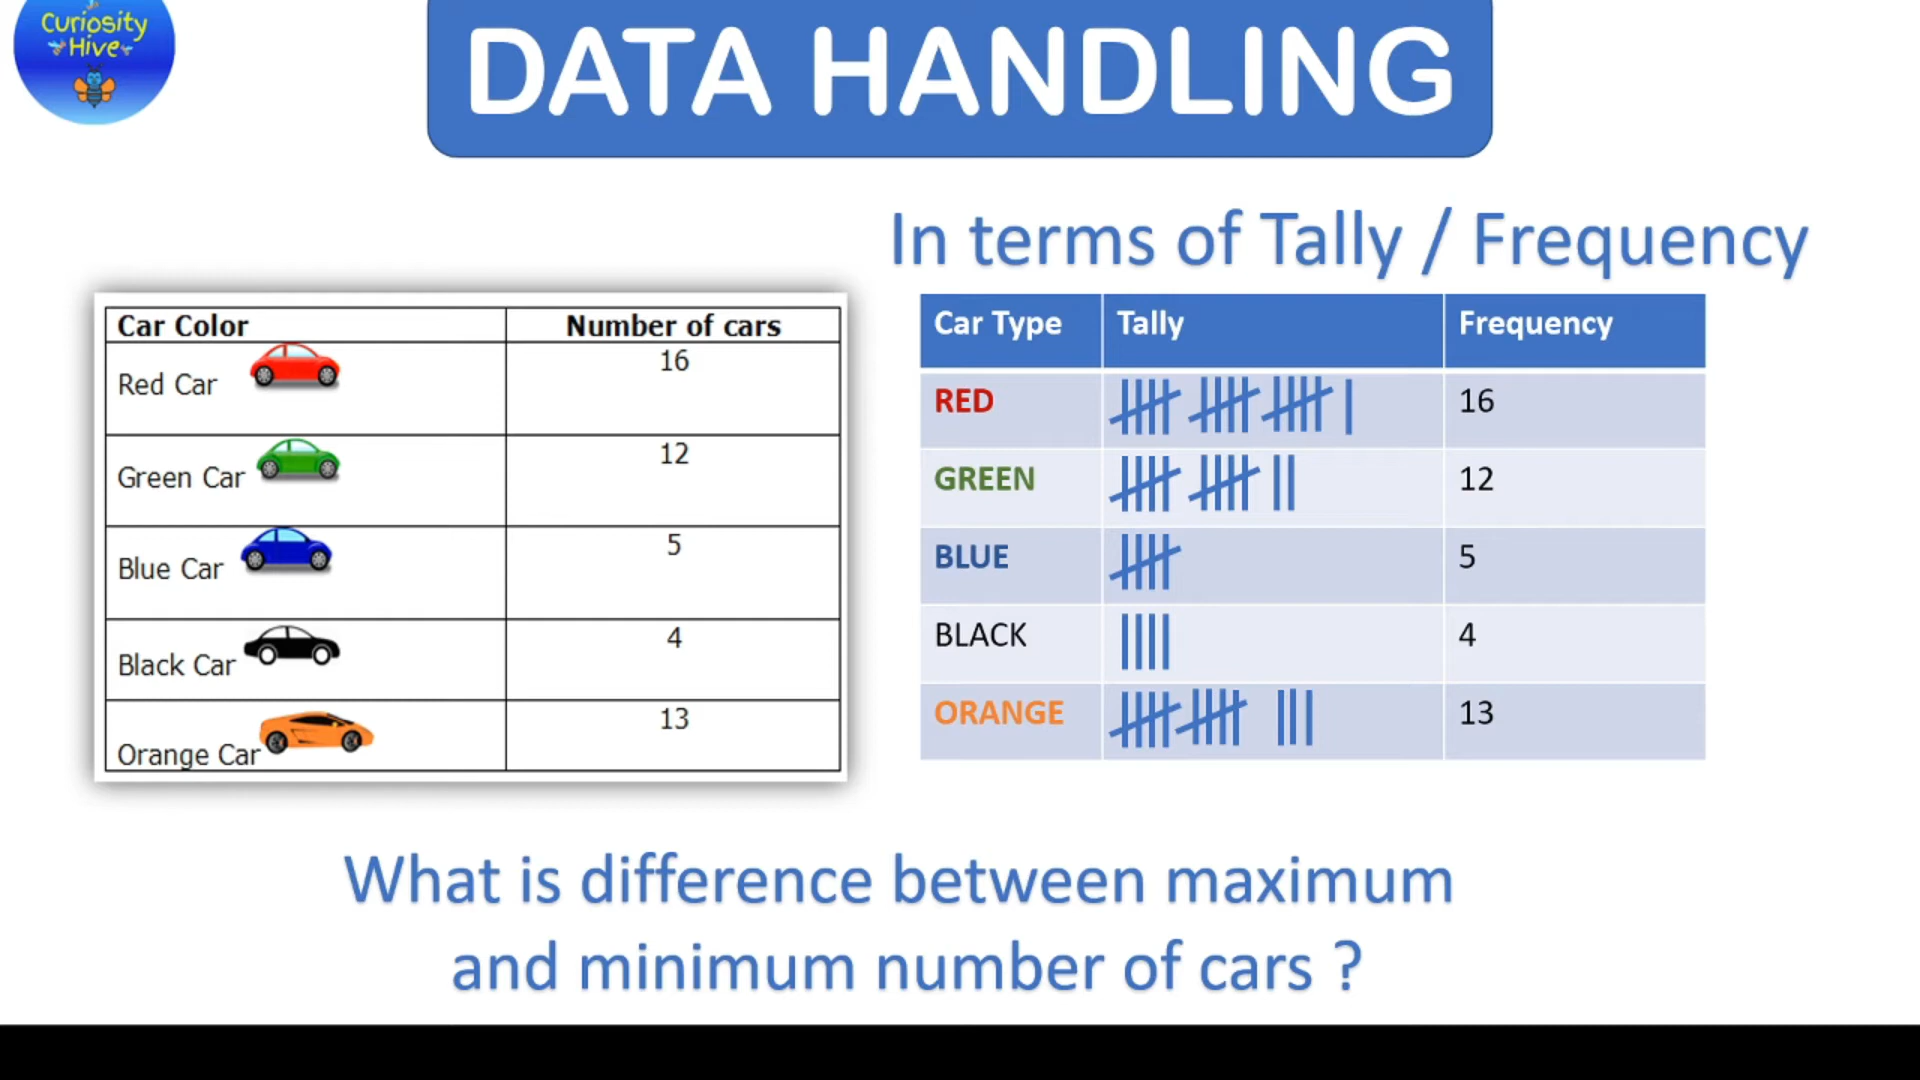 Curiosity
Hive
DATA HANDLING
In terms of Tally / Frequency
Car Color Number of cars
Red Car 16
Green Car 12
Blue Car 5
Black Car 4
Orange Car 13
Car Type Tally Frequency
RED 16
GREEN 12
BLUE 5
BLACK 4
ORANGE 13
What is difference between maximum
and minimum number of cars ?